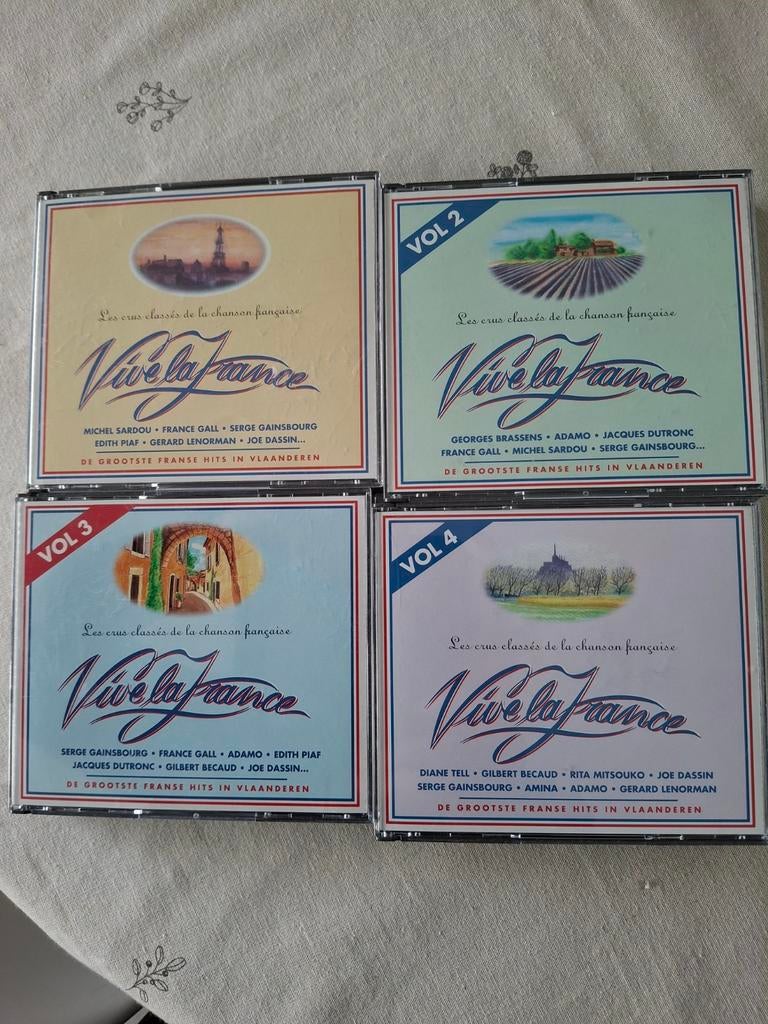 Les crus classés de la chanson française
Vive la France
MICHEL SARDOU • FRANCE GALL • SERGE GAINSBOURG
EDITH PIAF • GERARD LENORMAN • JOE DASSIN...
DE GROOTSTE FRANSE HITS IN VLAANDEREN
VOL 2
Les crus classés de la chanson française
Vive la France
GEORGES BRASSENS • ADAMO • JACQUES DUTRONC
FRANCE GALL • MICHEL SARDOU • SERGE GAINSBOURG...
DE GROOTSTE FRANSE HITS IN VLAANDEREN
VOL 3
Les crus classés de la chanson française
Vive la France
SERGE GAINSBOURG • FRANCE GALL • ADAMO • EDITH PIAF
JACQUES DUTRONC • GILBERT BECAUD • JOE DASSIN...
DE GROOTSTE FRANSE HITS IN VLAANDEREN
VOL 4
Les crus classés de la chanson française
Vive la France
DIANE TELL • GILBERT BECAUD • RITA MITSOUKO • JOE DASSIN
SERGE GAINSBOURG • AMINA • ADAMO • GERARD LENORMAN
DE GROOTSTE FRANSE HITS IN VLAANDEREN